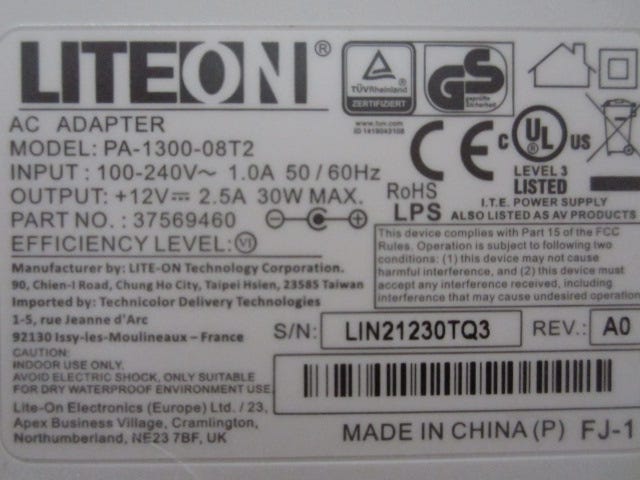 LITEON®
TÜVRheinland
ZERTIFIZIERT
GS
geprüfte
Sicherheit
AC ADAPTER
MODEL: PA-1300-08T2
INPUT: 100-240V~ 1.0A 50/60Hz
OUTPUT: +12V⎓ 2.5A 30W MAX.
PART NO.: 37569460
EFFICIENCY LEVEL: VI
www.tuv.com
CE
C UL US
LEVEL 3
LISTED
RoHS
LPS
I.T.E. POWER SUPPLY
ALSO LISTED AS AV PRODUCTS
This device complies with Part 15 of the FCC
Rules. Operation is subject to following two
conditions: (1) this device may not cause
harmful interference, and (2) this device must
accept any interference received, including
interference that may cause undesired operation
Manufacturer by: LITE-ON Technology Corporation.
90, Chien-I Road, Chung Ho City, Taipei Hsien, 23585 Taiwan
Imported by: Technicolor Delivery Technologies
1-5, rue Jeanne d'Arc
92130 Issy-les-Moulineaux – France
S/N: LIN21230TQ3 REV.: A0
CAUTION:
INDOOR USE ONLY.
AVOID ELECTRIC SHOCK, ONLY SUITABLE
FOR DRY WATERPROOF ENVIRONMENT USE.
Lite-On Electronics (Europe) Ltd. / 23,
Apex Business Village, Cramlington,
Northumberland, NE23 7BF, UK
MADE IN CHINA (P) FJ-1